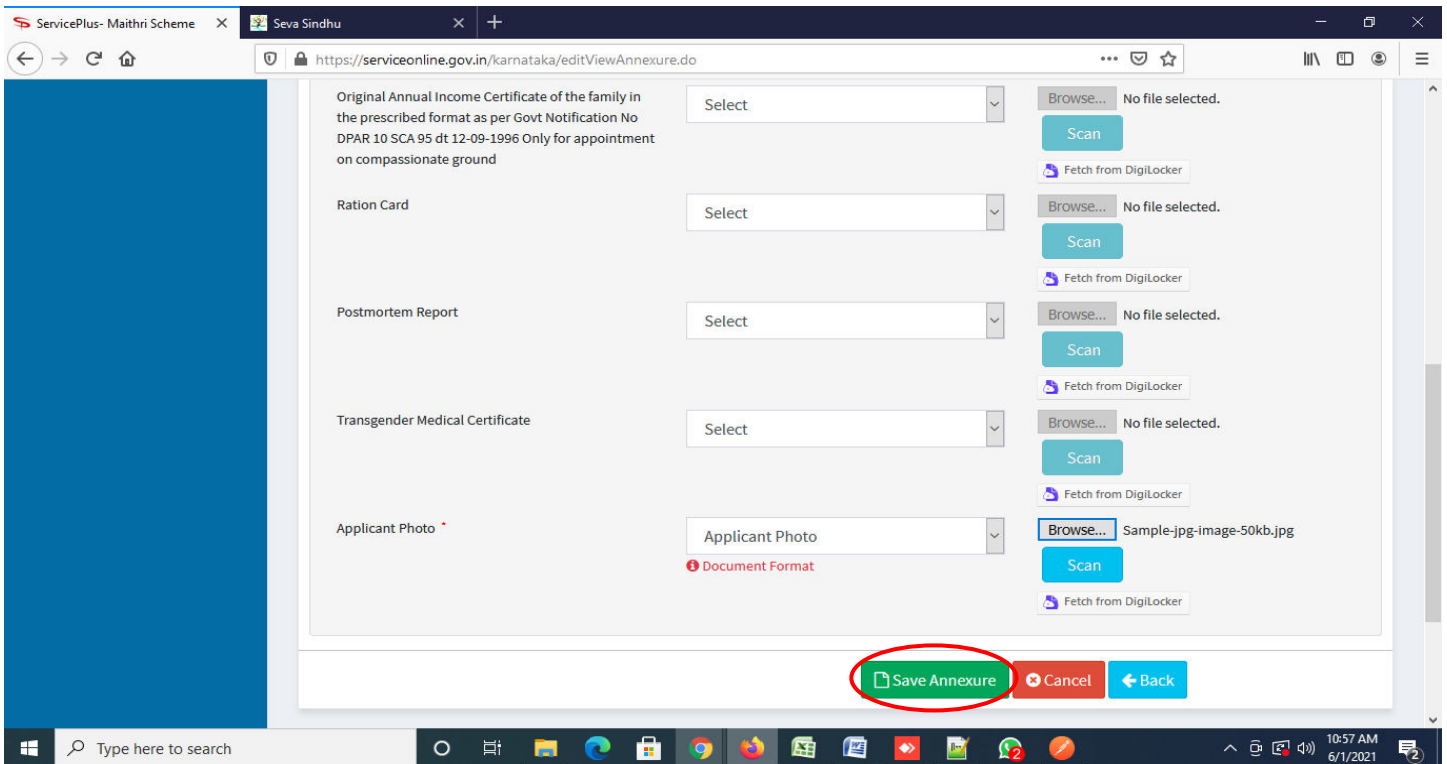 ServicePlus- Maithri Scheme
Seva Sindhu
https://serviceonline.gov.in/karnataka/editViewAnnexure.do
Original Annual Income Certificate of the family in
the prescribed format as per Govt Notification No
DPAR 10 SCA 95 dt 12-09-1996 Only for appointment
on compassionate ground
Select
Browse... No file selected.
Scan
Fetch from DigiLocker
Ration Card
Select
Browse... No file selected.
Scan
Fetch from DigiLocker
Postmortem Report
Select
Browse... No file selected.
Scan
Fetch from DigiLocker
Transgender Medical Certificate
Select
Browse... No file selected.
Scan
Fetch from DigiLocker
Applicant Photo *
Applicant Photo
Document Format
Browse... Sample-jpg-image-50kb.jpg
Scan
Fetch from DigiLocker
Save Annexure
Cancel
Back
Type here to search
10:57 AM
6/1/2021